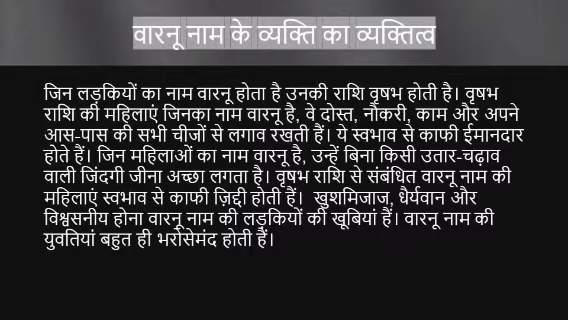 वारनू नाम के व्यक्ति का व्यक्तित्व
जिन लड़कियों का नाम वारनू होता है उनकी राशि वृषभ होती है। वृषभ
राशि की महिलाएं जिनका नाम वारनू है, वे दोस्त, नौकरी, काम और अपने
आस-पास की सभी चीजों से लगाव रखती हैं। ये स्वभाव से काफी ईमानदार
होते हैं। जिन महिलाओं का नाम वारनू है, उन्हें बिना किसी उतार-चढ़ाव
वाली जिंदगी जीना अच्छा लगता है। वृषभ राशि से संबंधित वारनू नाम की
महिलाएं स्वभाव से काफी ज़िद्दी होती हैं। खुशमिजाज, धैर्यवान और
विश्वसनीय होना वारनू नाम की लड़कियों की खूबियां हैं। वारनू नाम की
युवतियां बहुत ही भरोसेमंद होती हैं।